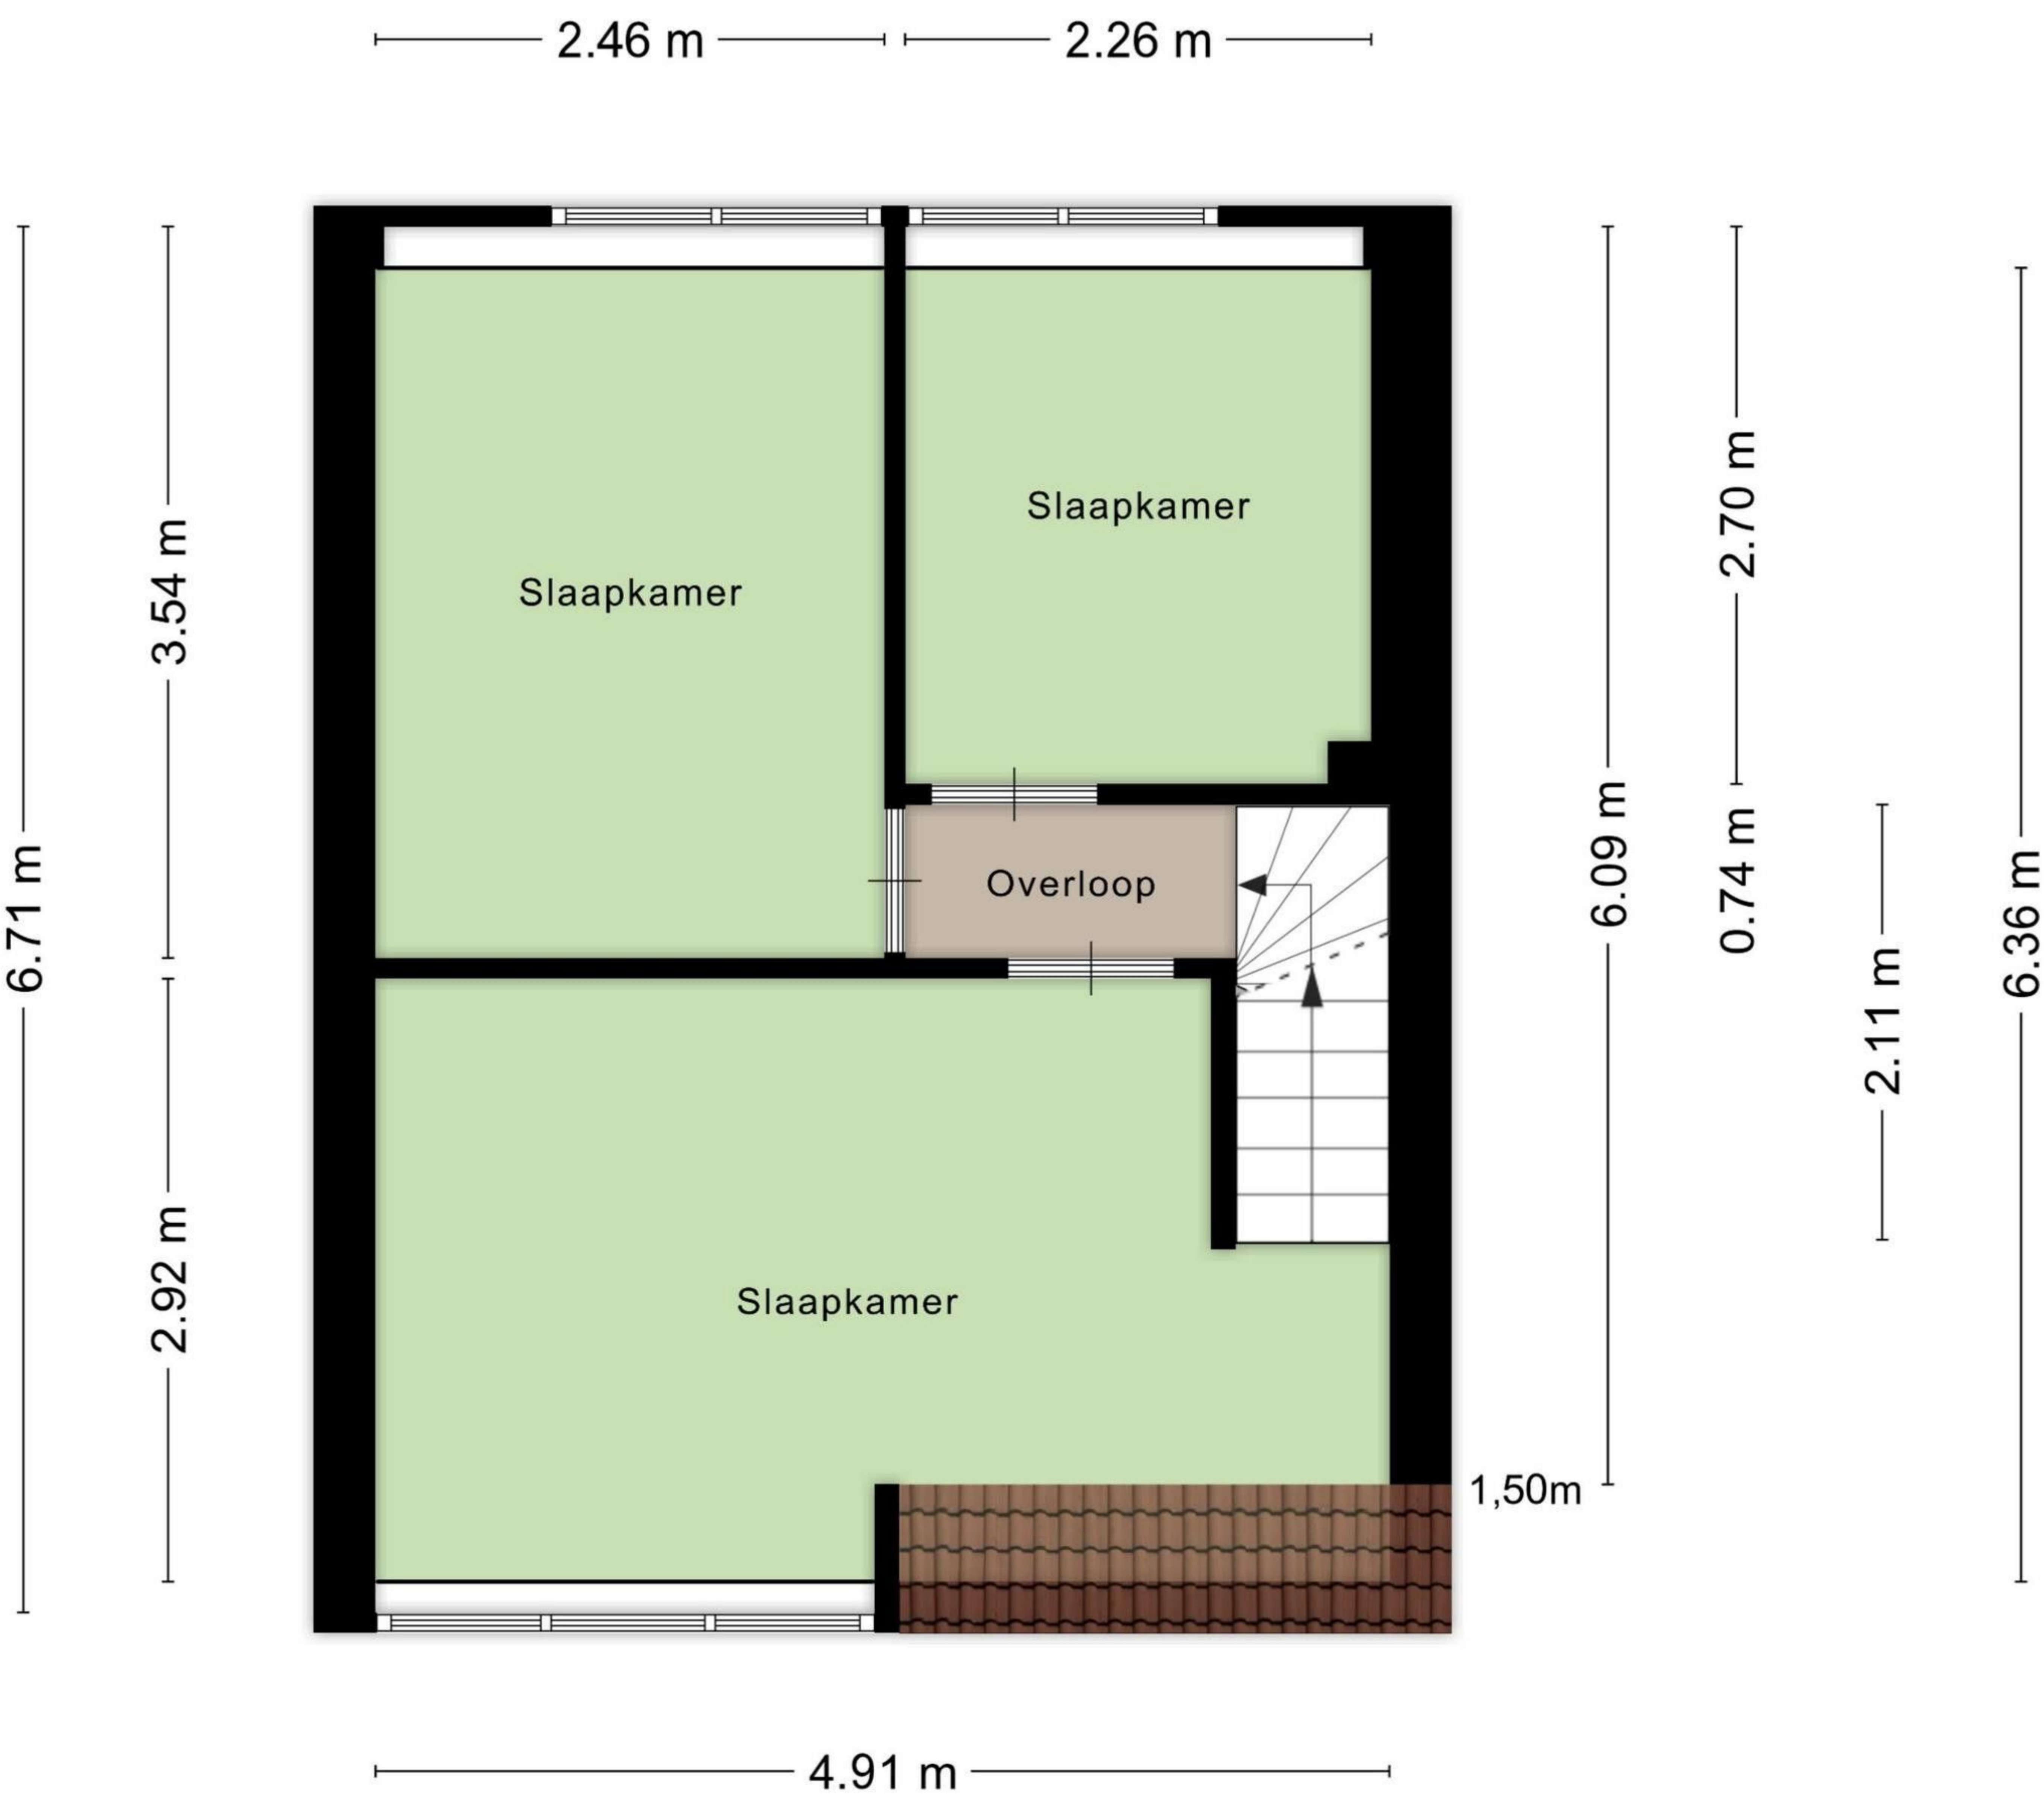 2.46 m
2.26 m
Slaapkamer
Slaapkamer
Overloop
Slaapkamer
6.71 m
3.54 m
2.92 m
6.09 m
2.70 m
0.74 m
2.11 m
6.36 m
1,50m
4.91 m